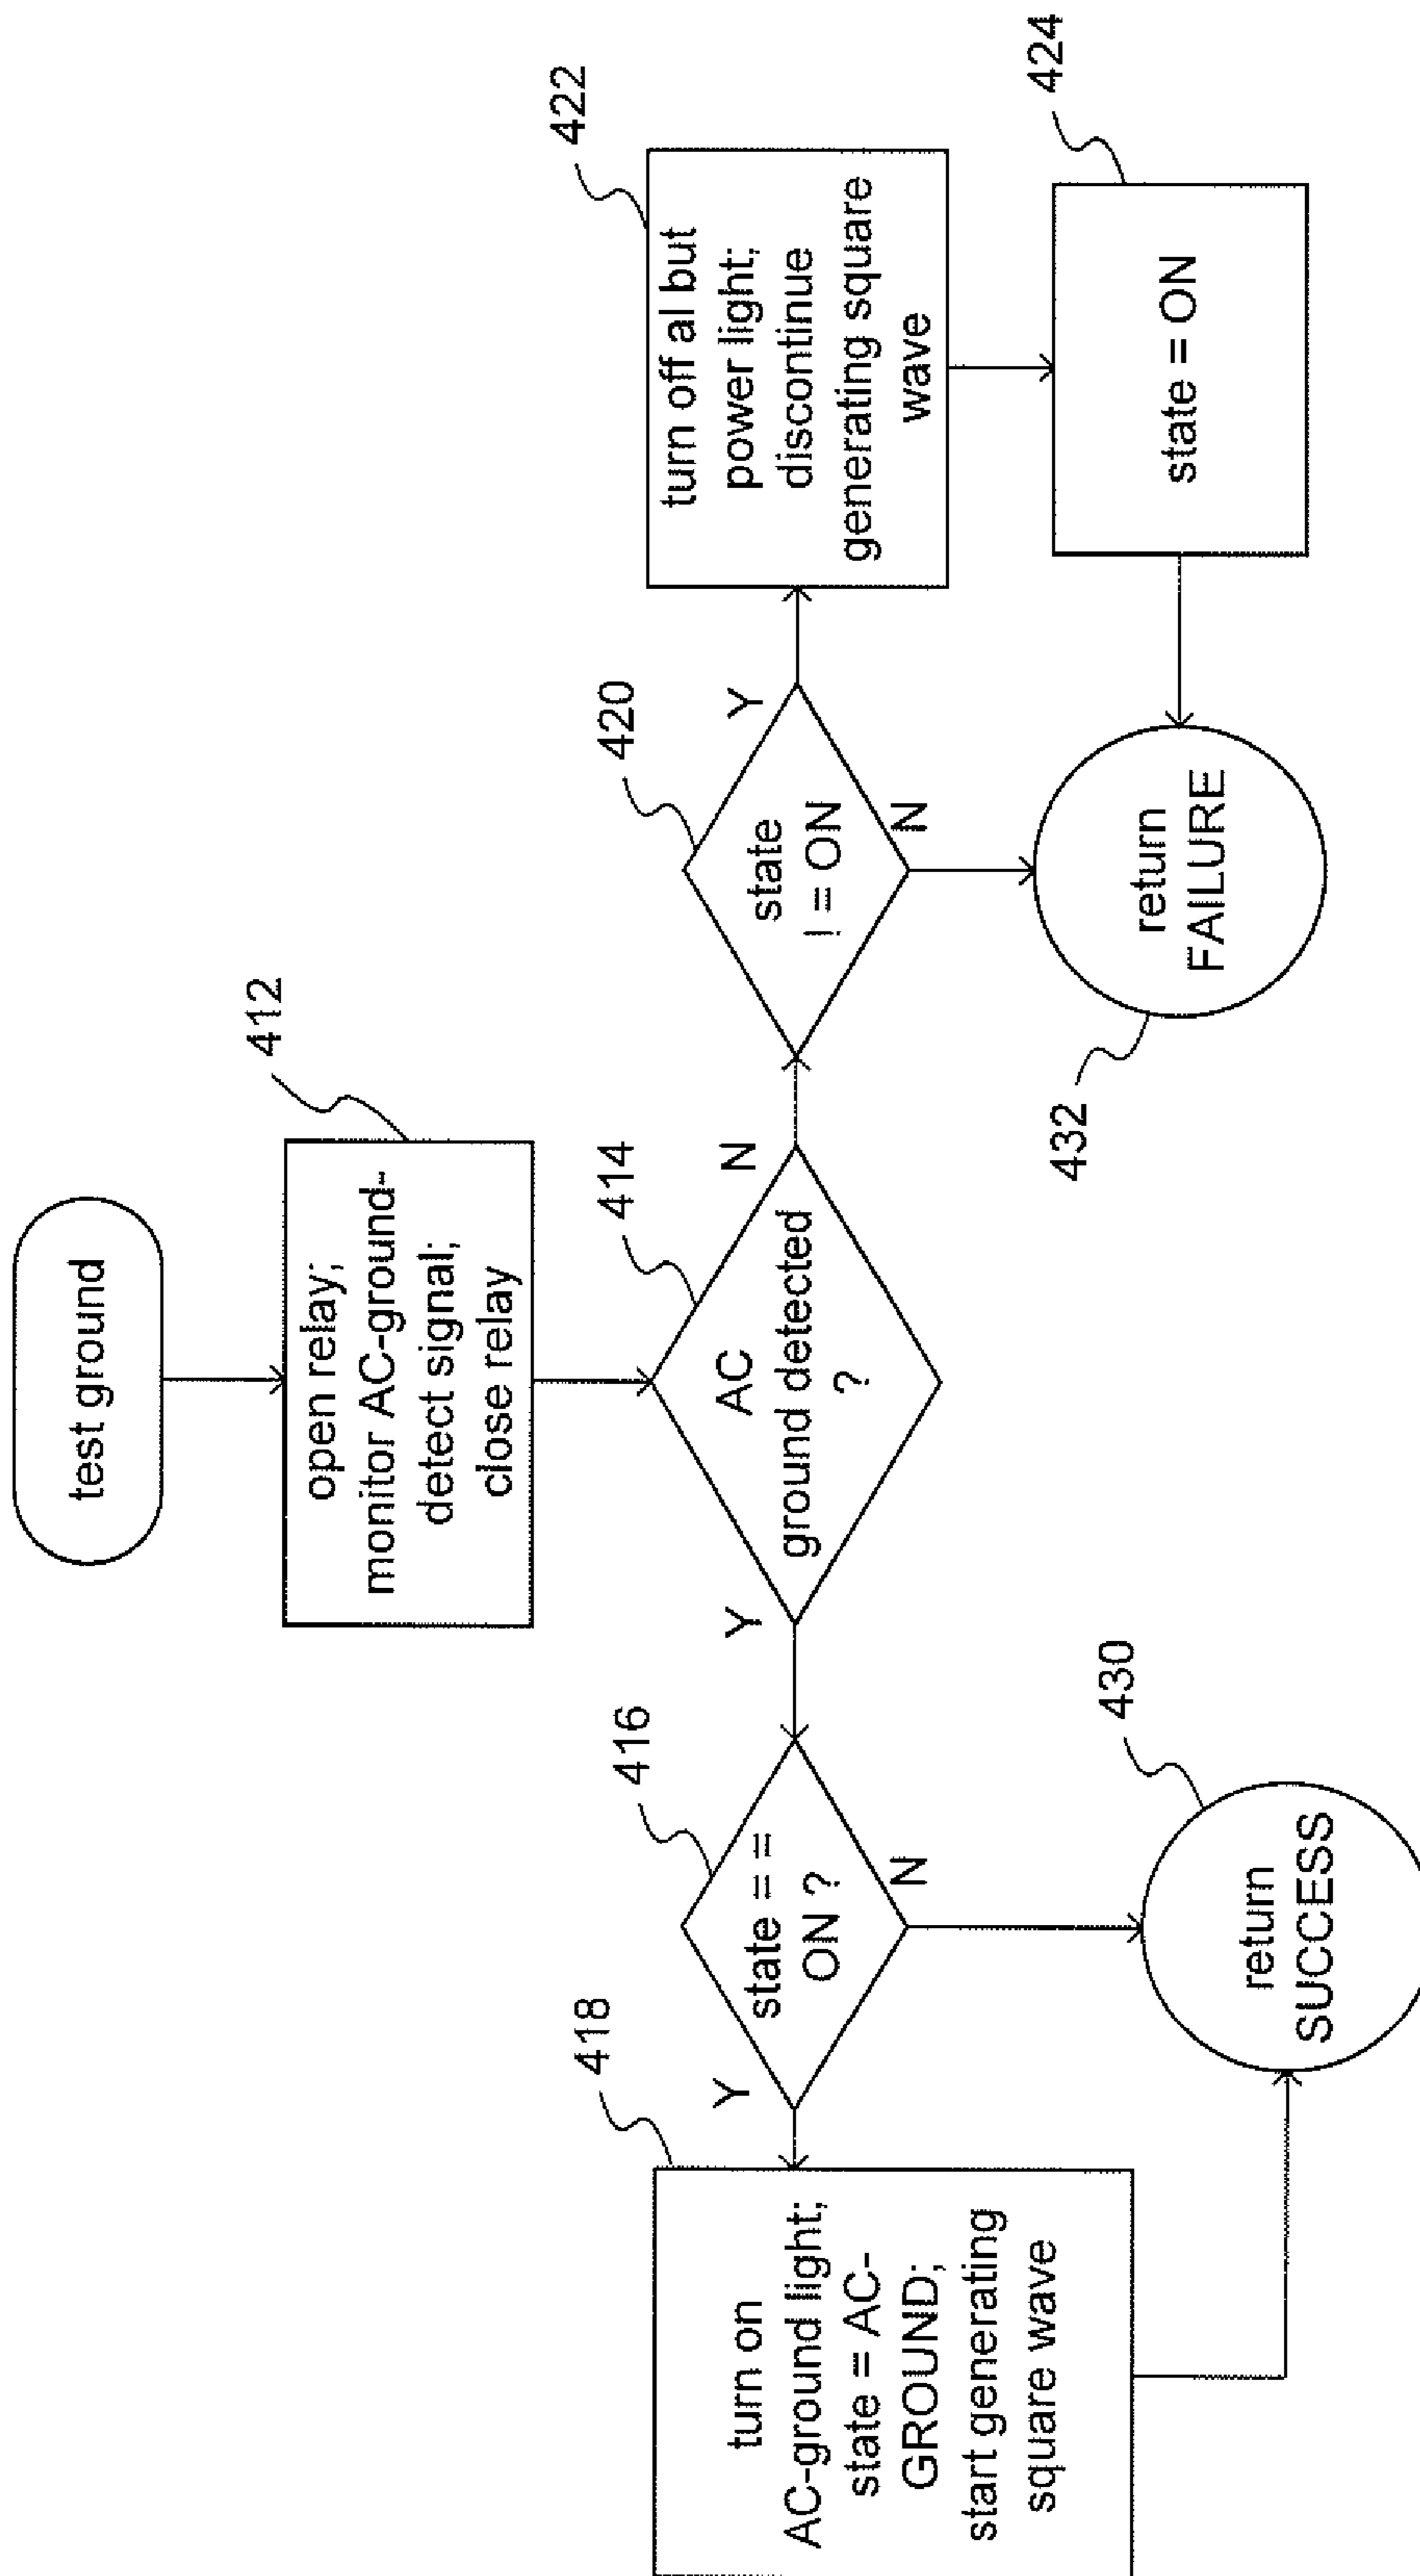 test ground
412
open relay;
monitor AC-ground-
detect signal;
close relay
414
AC
ground detected
?
Y
N
416
state = =
ON ?
Y
N
418
turn on
AC-ground light;
state = AC-
GROUND;
start generating
square wave
430
return
SUCCESS
420
state
! = ON
Y
N
422
turn off al but
power light;
discontinue
generating square
wave
424
state = ON
432
return
FAILURE